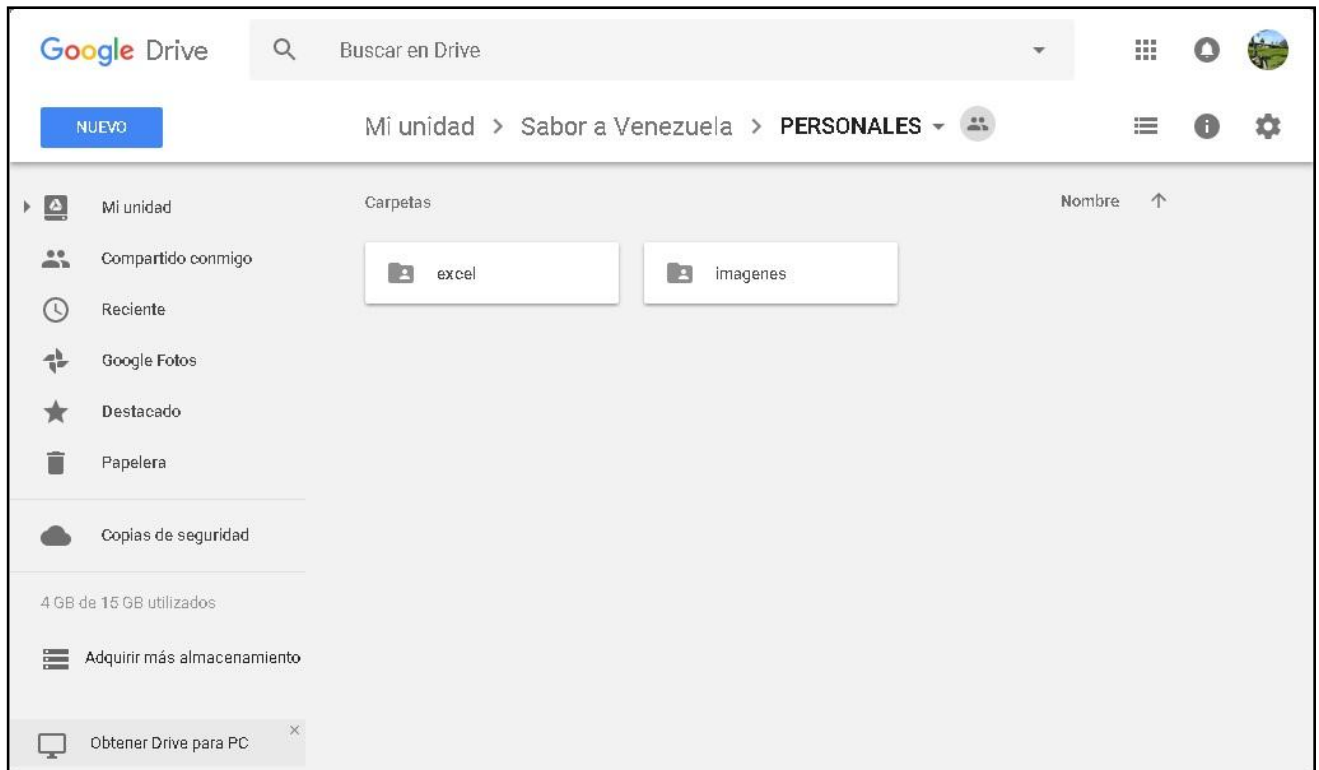 Google Drive
Buscar en Drive
NUEVO
Mi unidad > Sabor a Venezuela > PERSONALES
Mi unidad
Compartido conmigo
Reciente
Google Fotos
Destacado
Papelera
Copias de seguridad
4 GB de 15 GB utilizados
Adquirir más almacenamiento
Obtener Drive para PC
Carpetas
Nombre
excel
imagenes